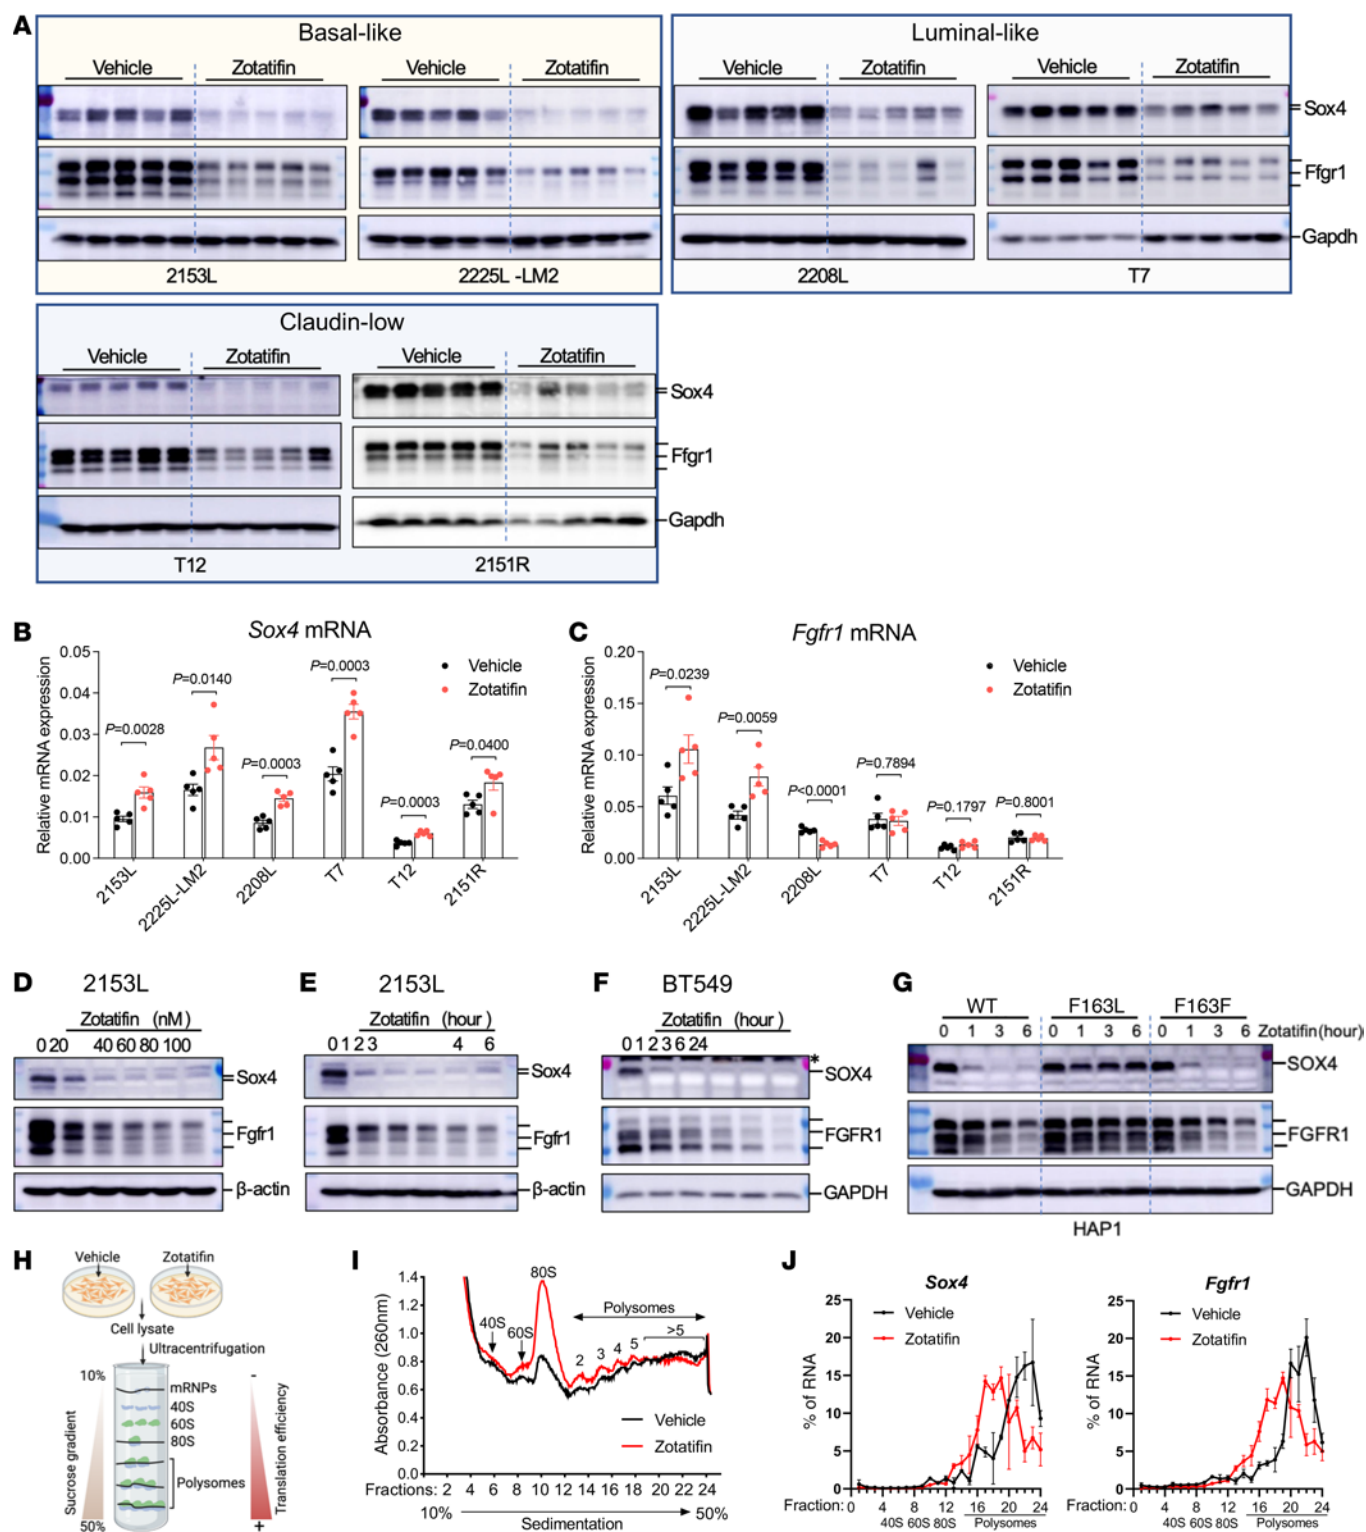 A
Basal-like
Vehicle Zotatifin Vehicle Zotatifin
2153L 2225L -LM2
Luminal-like
Vehicle Zotatifin Vehicle Zotatifin
Sox4
Ffgr1
Gapdh
2208L T7
Claudin-low
Vehicle Zotatifin Vehicle Zotatifin
Sox4
Ffgr1
Gapdh
T12 2151R
B
Sox4 mRNA
Relative mRNA expression
0.05
0.04
0.03
0.02
0.01
0.00
P=0.0028
P=0.0140
P=0.0003
P=0.0003
P=0.0003
P=0.0400
Vehicle
Zotatifin
2153L 2225L-LM2 2208L T7 T12 2151R
C
Fgfr1 mRNA
Relative mRNA expression
0.20
0.15
0.10
0.05
0.00
P=0.0239
P=0.0059
P<0.0001
P=0.7894
P=0.1797
P=0.8001
Vehicle
Zotatifin
2153L 2225L-LM2 2208L T7 T12 2151R
D 2153L
Zotatifin (nM)
0 20 40 60 80 100
Sox4
Fgfr1
β-actin
E 2153L
Zotatifin (hour)
0 1 2 3 4 6
Sox4
Fgfr1
β-actin
F BT549
Zotatifin (hour)
0 1 2 3 6 24
*
SOX4
FGFR1
GAPDH
G
WT F163L F163F
0 1 3 6 0 1 3 6 0 1 3 6 Zotatifin(hour)
SOX4
FGFR1
GAPDH
HAP1
H
Vehicle Zotatifin
Cell lysate
Ultracentrifugation
10%
mRNPs
40S
60S
80S
Polysomes
50%
Sucrose gradient
-
Translation efficiency
+
I
Absorbance (260nm)
1.4
1.2
1.0
0.8
0.6
0.4
0.2
0.0
40S 60S 80S
Polysomes
2 3 4 5 >5
Vehicle
Zotatifin
Fractions: 2 4 6 8 10 12 14 16 18 20 22 24
10% 50%
Sedimentation
J
Sox4
% of RNA
25
20
15
10
5
0
Vehicle
Zotatifin
Fraction: 0 4 8 12 16 20 24
40S 60S 80S Polysomes
Fgfr1
% of RNA
25
20
15
10
5
0
Vehicle
Zotatifin
Fraction: 0 4 8 12 16 20 24
40S 60S 80S Polysomes